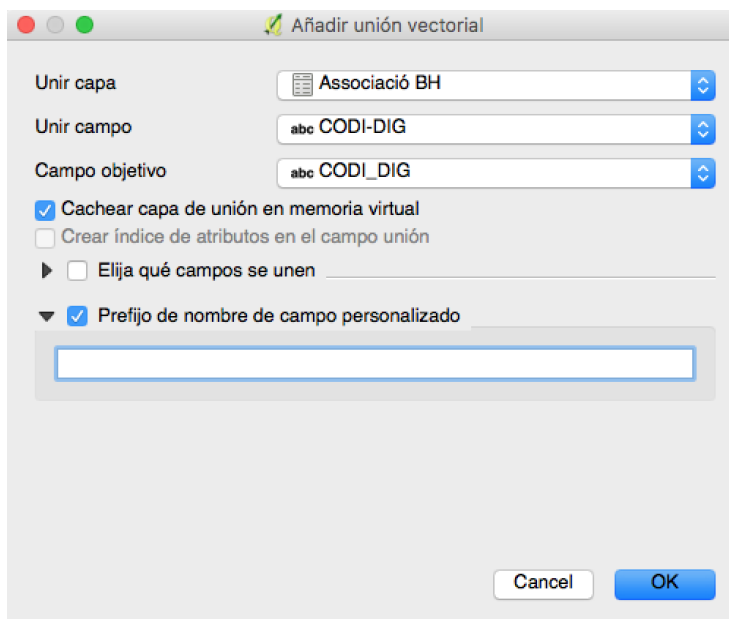 Añadir unión vectorial
Unir capa Associació BH
Unir campo abc CODI-DIG
Campo objetivo abc CODI_DIG
Cachear capa de unión en memoria virtual
Crear índice de atributos en el campo unión
Elija qué campos se unen
Prefijo de nombre de campo personalizado
Cancel OK